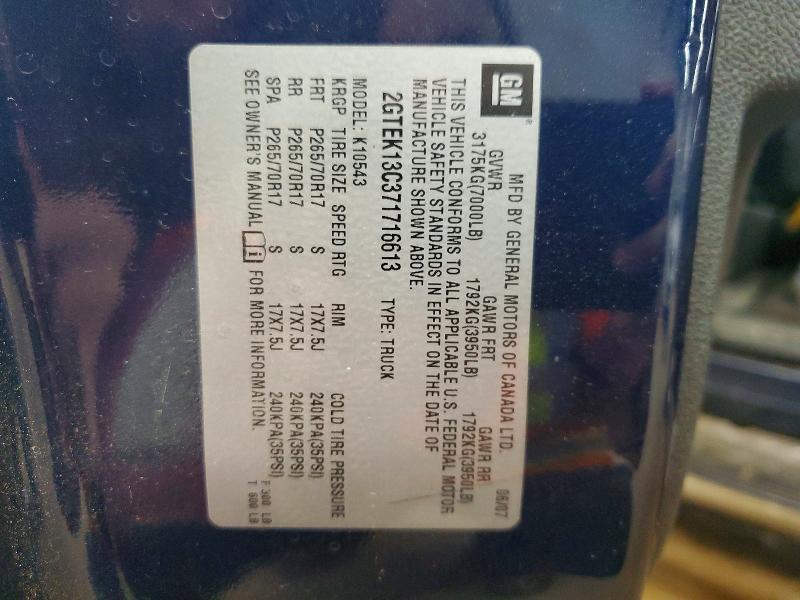 GM ®
MFD BY GENERAL MOTORS OF CANADA LTD. 06/07
GVWR GAWR FRT GAWR RR
3175KG(7000LB) 1792KG(3950LB) 1792KG(3950LB)
THIS VEHICLE CONFORMS TO ALL APPLICABLE U.S. FEDERAL MOTOR
VEHICLE SAFETY STANDARDS IN EFFECT ON THE DATE OF
MANUFACTURE SHOWN ABOVE.
2GTEK13C371716613 TYPE: TRUCK
MODEL: K10543
KRGP TIRE SIZE SPEED RTG RIM COLD TIRE PRESSURE
FRT P265/70R17 S 17X7.5J 240KPA(35PSI)
RR P265/70R17 S 17X7.5J 240KPA(35PSI)
SPA P265/70R17 S 17X7.5J 240KPA(35PSI)
SEE OWNER'S MANUAL i FOR MORE INFORMATION.
F 300 LB
T 600 LB